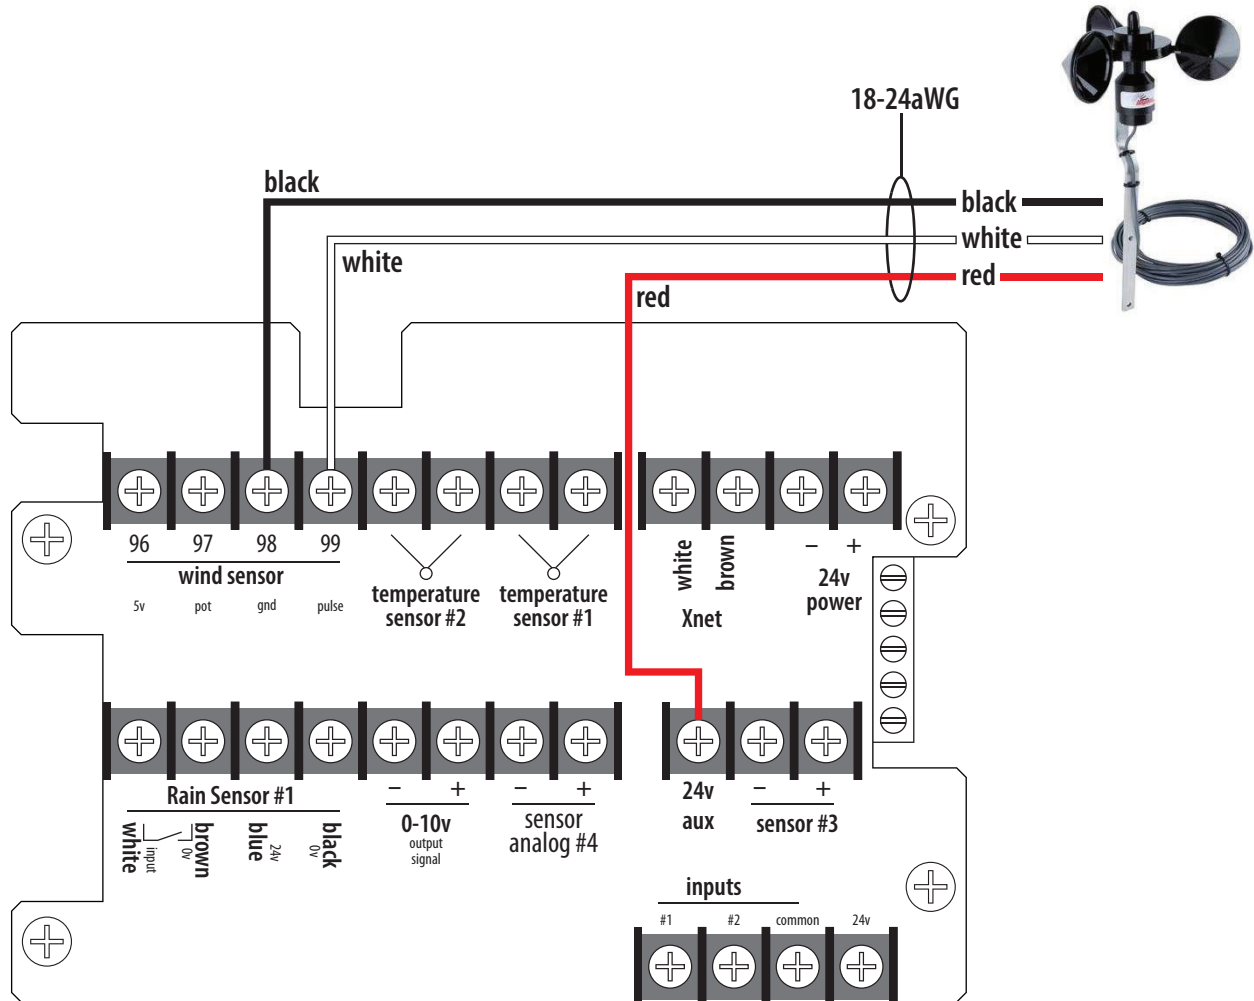 18-24aWG
black
black
white
white
red
red
96 97 98 99
wind sensor
5v pot gnd pulse
temperature
sensor #2
temperature
sensor #1
white
brown
Xnet
− +
24v
power
Rain Sensor #1
white
input
0v
brown
blue
24v
0v
black
− +
0-10v
output
signal
− +
sensor
analog #4
24v
aux
− +
sensor #3
inputs
#1 #2 common 24v